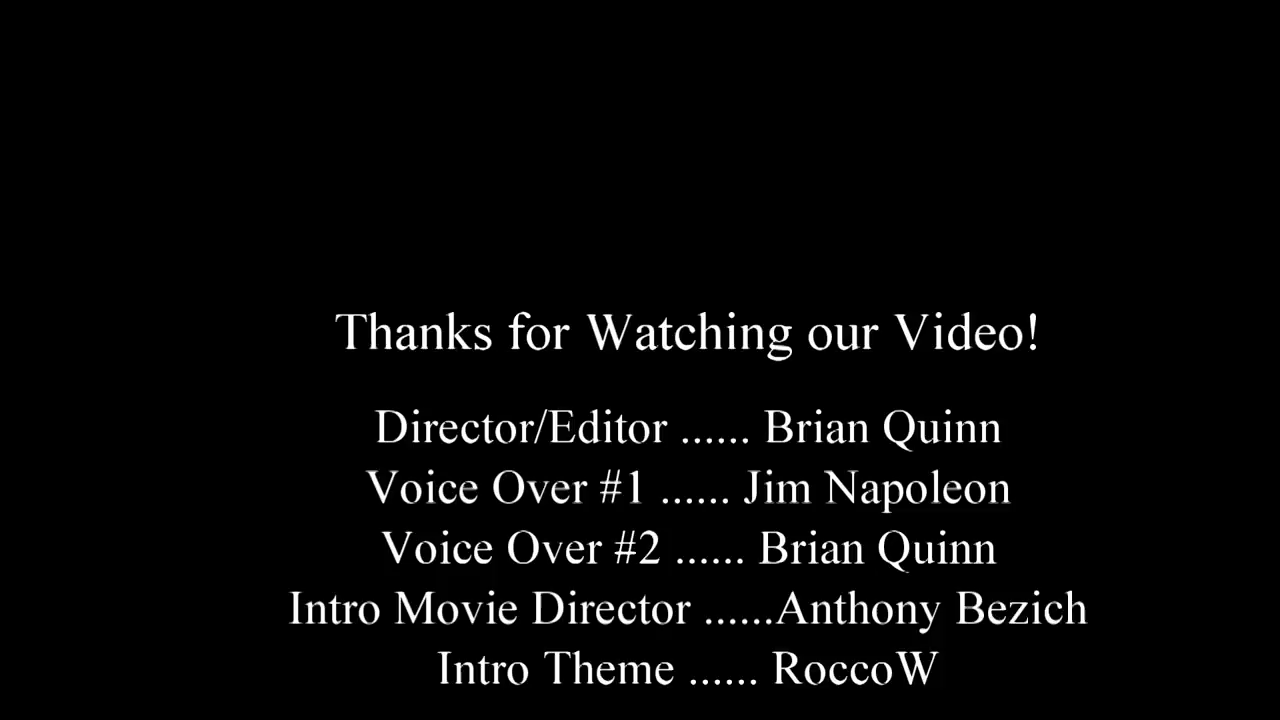 Thanks for Watching our Video!
Director/Editor ...... Brian Quinn
Voice Over #1 ...... Jim Napoleon
Voice Over #2 ...... Brian Quinn
Intro Movie Director ......Anthony Bezich
Intro Theme ...... RoccoW